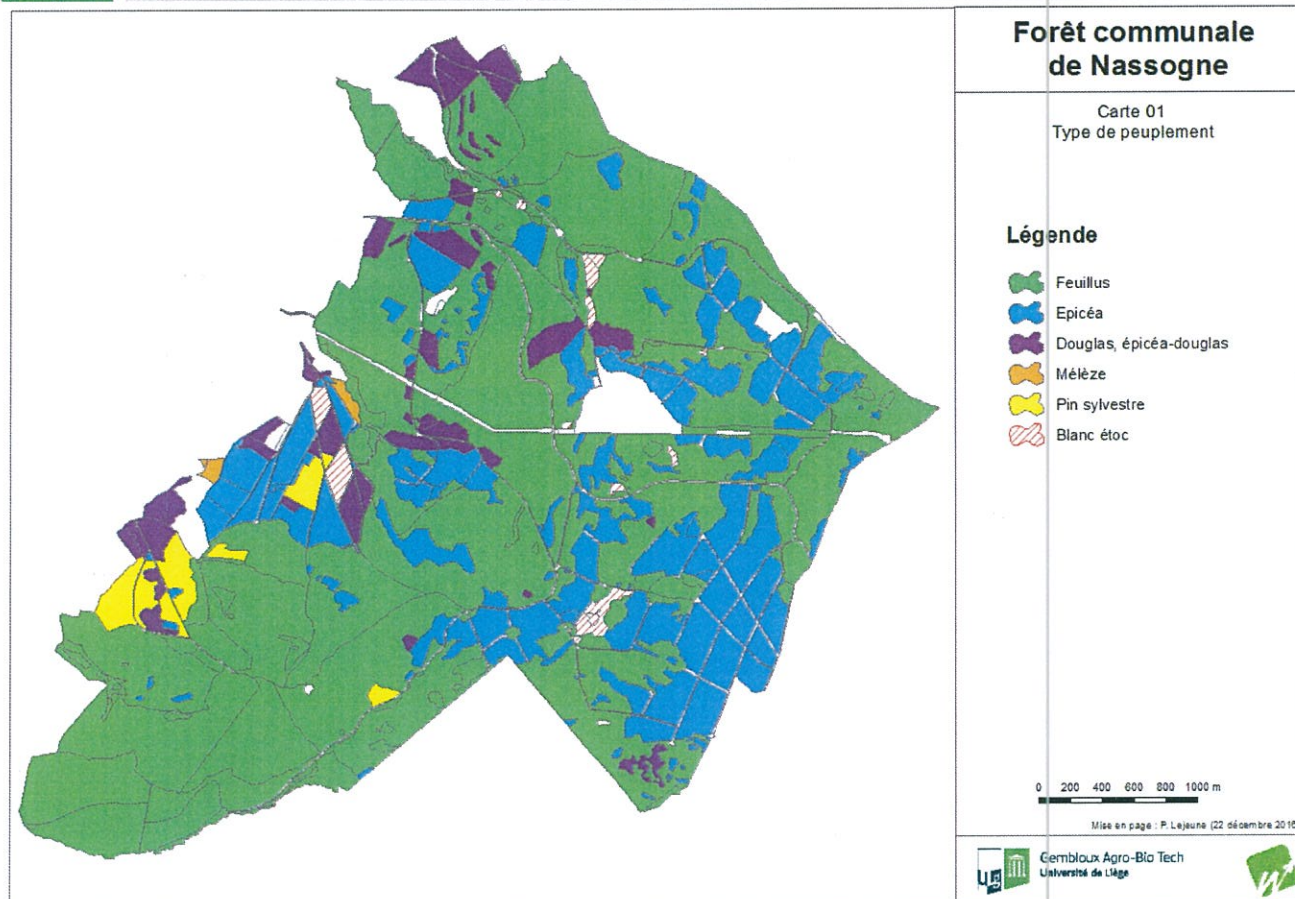 Forêt communale
de Nassogne
Carte 01
Type de peuplement
Légende
Feuillus
Epicéa
Douglas, épicéa-douglas
Mélèze
Pin sylvestre
Blanc étoc
0 200 400 600 800 1000 m
Mise en page : P. Lejeune (22 décembre 2016
Gembloux Agro-Bio Tech
Université de Liège